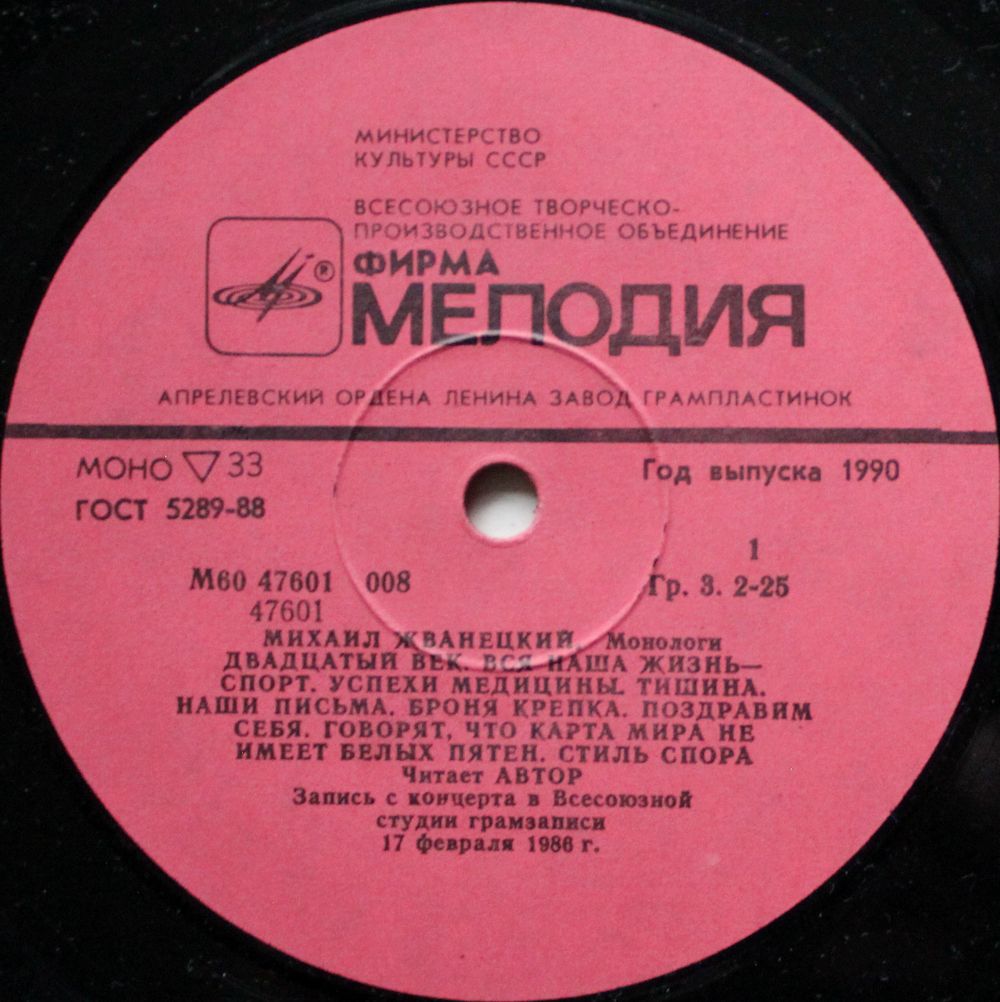 МИНИСТЕРСТВО
КУЛЬТУРЫ СССР
ВСЕСОЮЗНОЕ ТВОРЧЕСКО-
ПРОИЗВОДСТВЕННОЕ ОБЪЕДИНЕНИЕ
®
ФИРМА
МЕЛОДИЯ
АПРЕЛЕВСКИЙ ОРДЕНА ЛЕНИНА ЗАВОД ГРАМПЛАСТИНОК
МОНО ▽ 33
Год выпуска 1990
ГОСТ 5289-88
1
М60 47601 008
Гр. 3. 2-25
47601
МИХАИЛ ЖВАНЕЦКИЙ. Монологи
ДВАДЦАТЫЙ ВЕК. ВСЯ НАША ЖИЗНЬ—
СПОРТ. УСПЕХИ МЕДИЦИНЫ. ТИШИНА.
НАШИ ПИСЬМА. БРОНЯ КРЕПКА. ПОЗДРАВИМ
СЕБЯ. ГОВОРЯТ, ЧТО КАРТА МИРА НЕ
ИМЕЕТ БЕЛЫХ ПЯТЕН. СТИЛЬ СПОРА
Читает АВТОР
Запись с концерта в Всесоюзной
студии грамзаписи
17 февраля 1986 г.